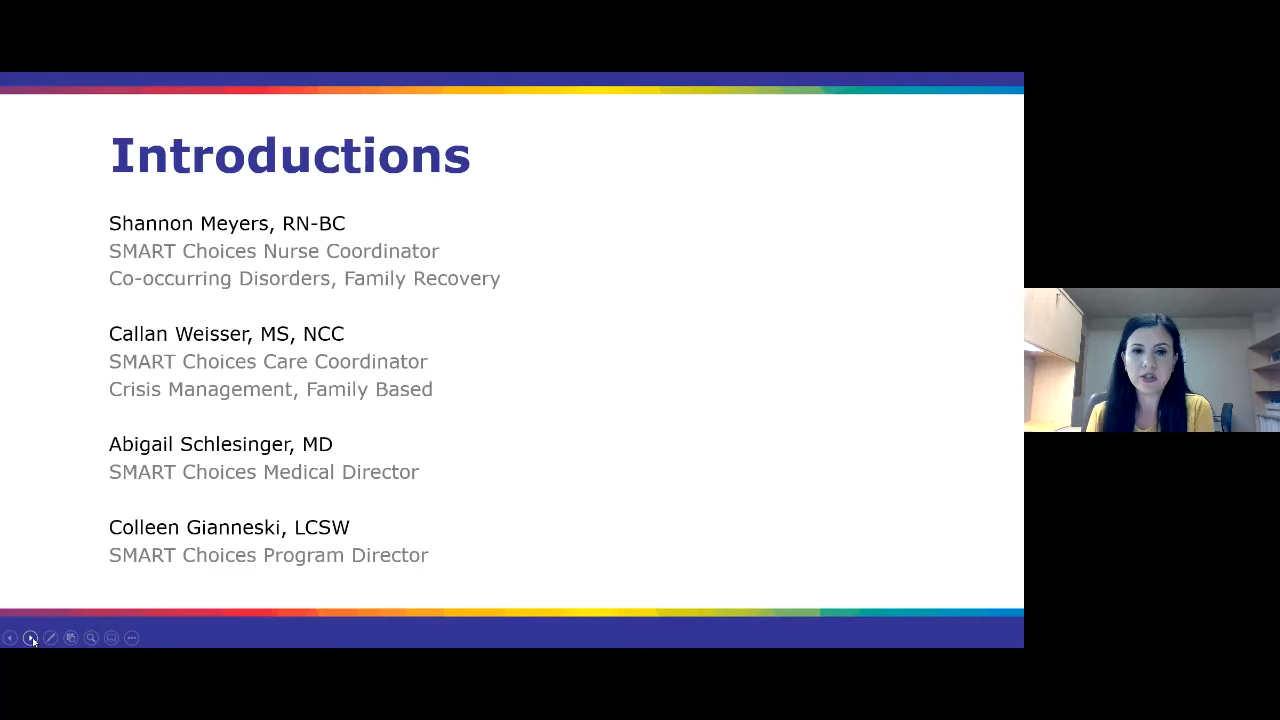 Introductions
Shannon Meyers, RN-BC
SMART Choices Nurse Coordinator
Co-occurring Disorders, Family Recovery
Callan Weisser, MS, NCC
SMART Choices Care Coordinator
Crisis Management, Family Based
Abigail Schlesinger, MD
SMART Choices Medical Director
Colleen Gianneski, LCSW
SMART Choices Program Director